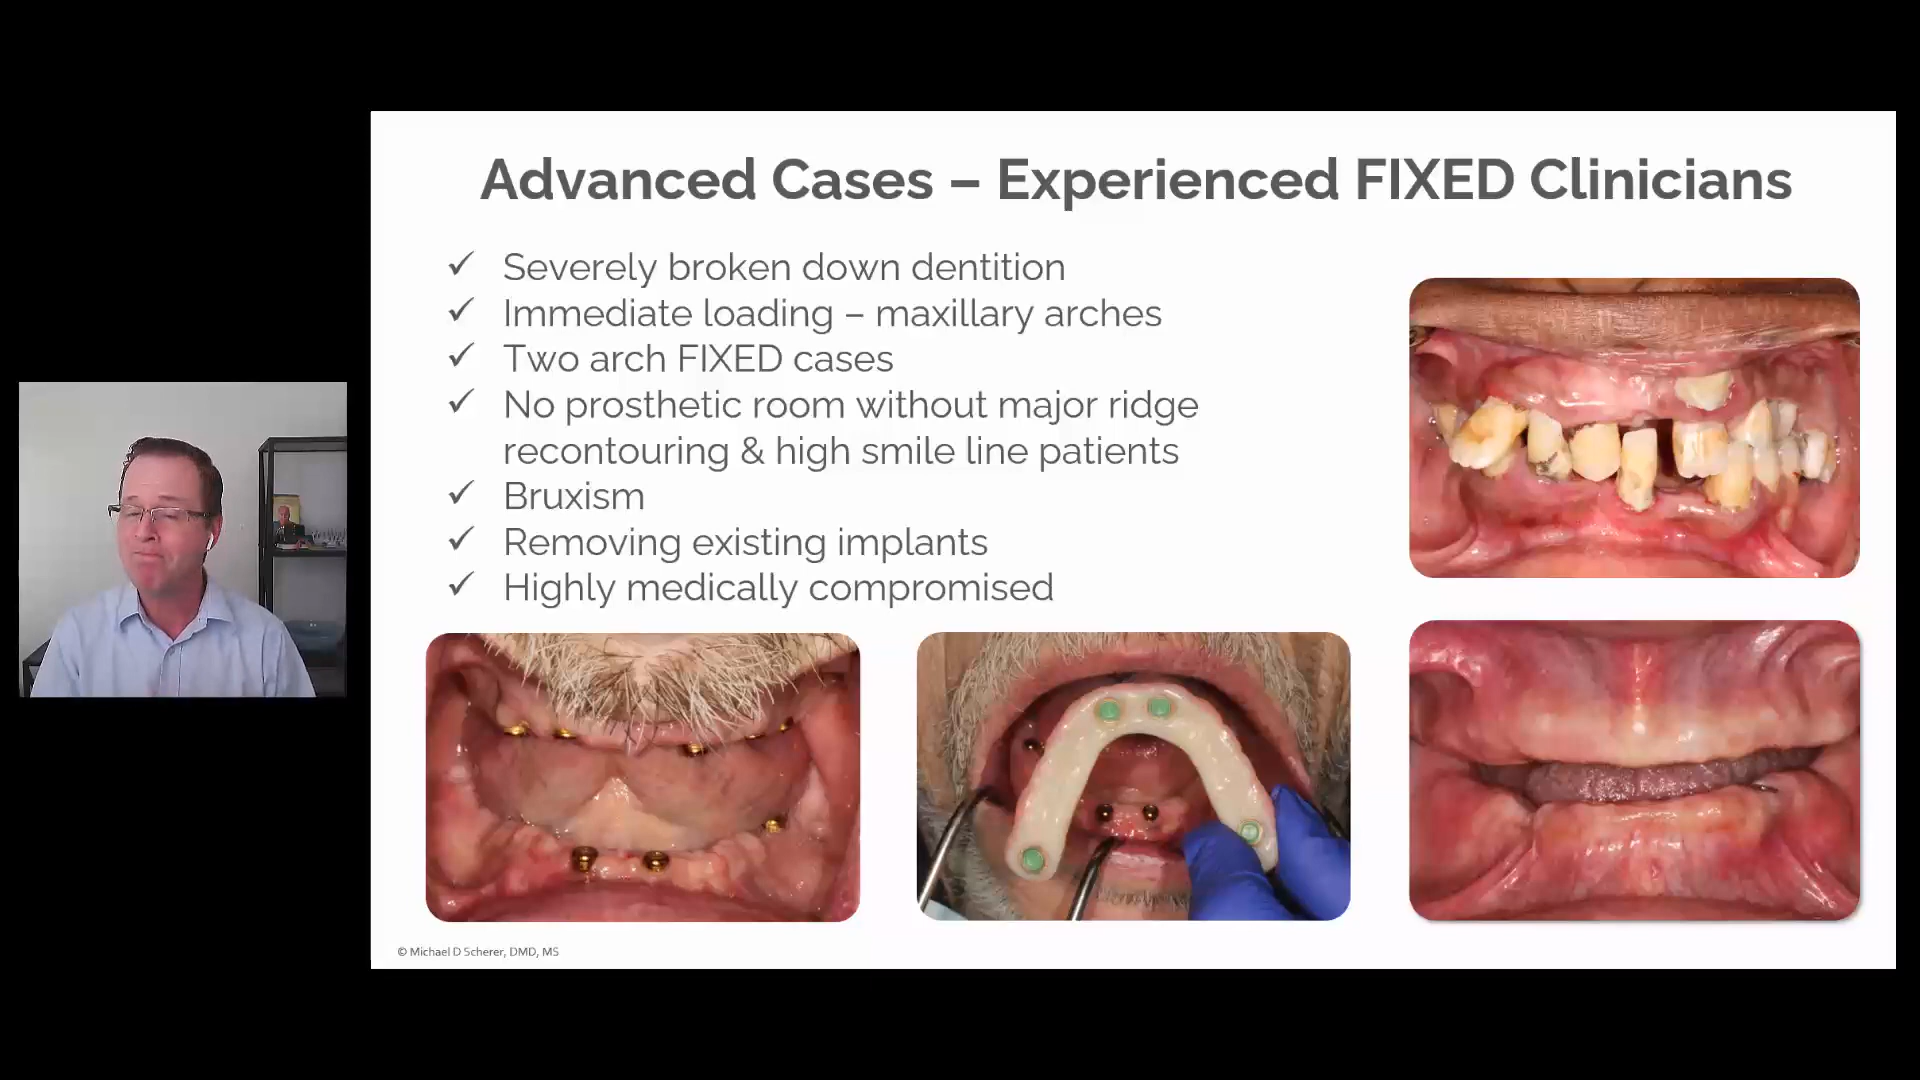 Advanced Cases – Experienced FIXED Clinicians
✓ Severely broken down dentition
✓ Immediate loading – maxillary arches
✓ Two arch FIXED cases
✓ No prosthetic room without major ridge
recontouring & high smile line patients
✓ Bruxism
✓ Removing existing implants
✓ Highly medically compromised
© Michael D Scherer, DMD, MS